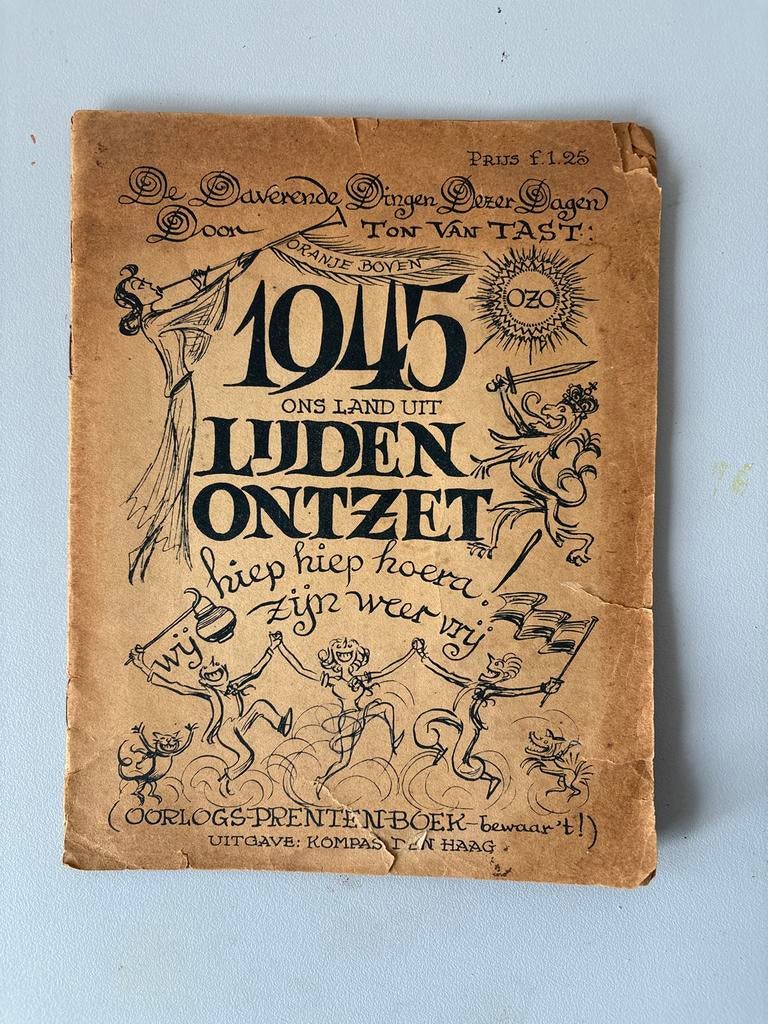 PRIJS f.1.25
De Daverende Dingen Dezer Dagen
Door TON VAN TAST:
ORANJE BOVEN
OZO
1945
ONS LAND UIT
LIJDEN
ONTZET
hiep hiep hoera!
wij zijn weer vrij
(OORLOGS-PRENTEN-BOEK-bewaar 't!)
UITGAVE: KOMPAS DEN HAAG